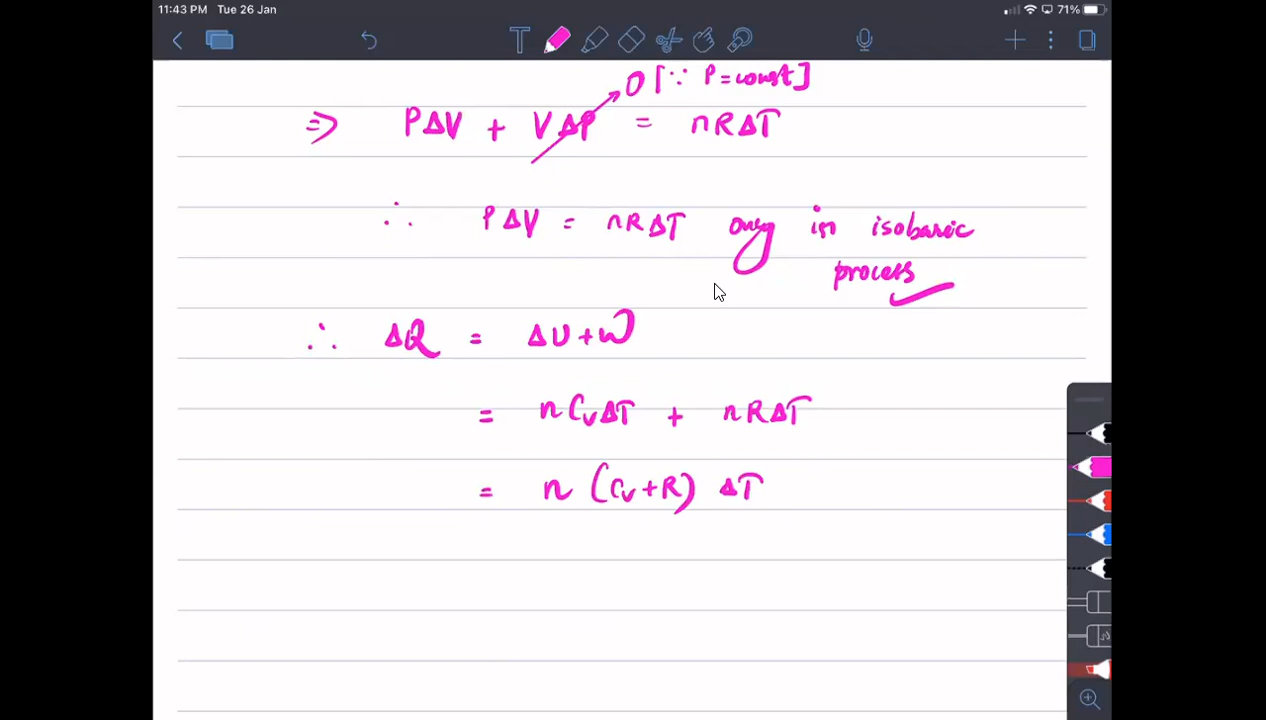 11:43 PM Tue 26 Jan 71%
0 [∵ P = const]
⇒ PΔV + VΔP = nRΔT
∴ PΔV = nRΔT only in isobaric
process
∴ ΔQ = ΔU + W
= nCᵥΔT + nRΔT
= n (Cᵥ+R) ΔT